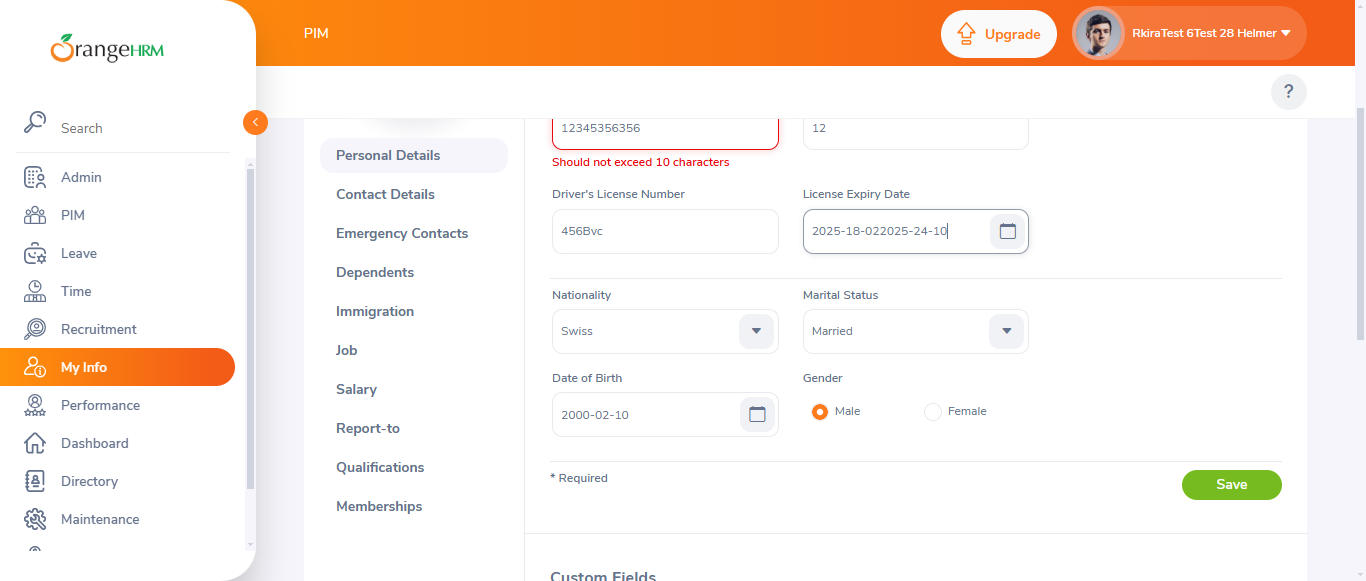 OrangeHRM
PIM
Upgrade
RkiraTest 6Test 28 Helmer
?
Search
Admin
PIM
Leave
Time
Recruitment
My Info
Performance
Dashboard
Directory
Maintenance
Personal Details
Contact Details
Emergency Contacts
Dependents
Immigration
Job
Salary
Report-to
Qualifications
Memberships
12345356356
12
Should not exceed 10 characters
Driver's License Number
License Expiry Date
456Bvc
2025-18-022025-24-10
Nationality
Marital Status
Swiss
Married
Date of Birth
Gender
2000-02-10
Male
Female
* Required
Save
Custom Fields